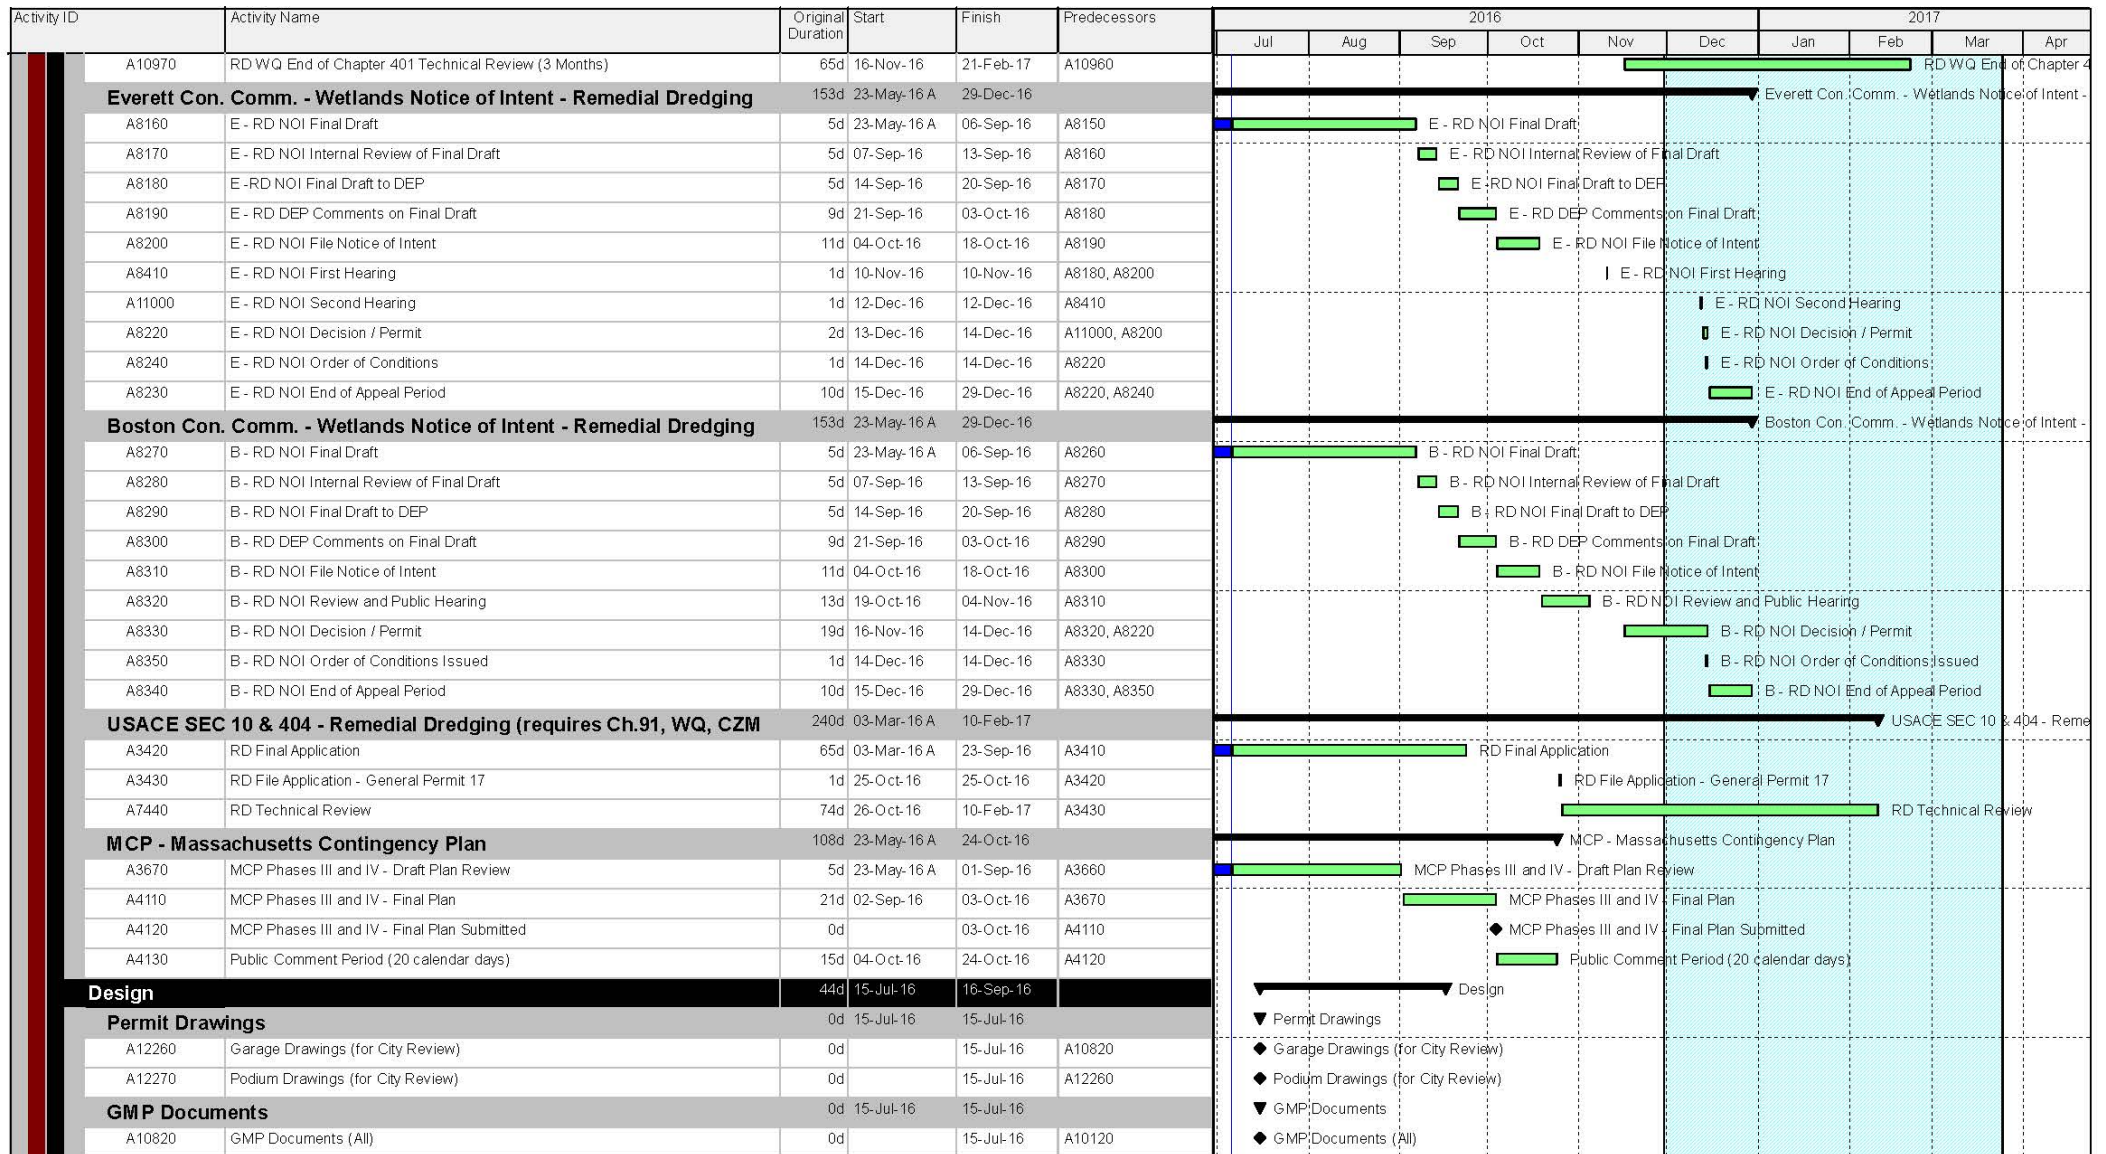 Activity ID Activity Name Original Duration Start Finish Predecessors 2016 2017
Jul Aug Sep Oct Nov Dec Jan Feb Mar Apr
A10970 RD WQ End of Chapter 401 Technical Review (3 Months) 65d 16-Nov-16 21-Feb-17 A10960 RD WQ End of Chapter 4
Everett Con. Comm. - Wetlands Notice of Intent - Remedial Dredging 153d 23-May-16 A 29-Dec-16 Everett Con. Comm. - Wetlands Notice of Intent -
A8160 E - RD NOI Final Draft 5d 23-May-16 A 06-Sep-16 A8150 E - RD NOI Final Draft
A8170 E - RD NOI Internal Review of Final Draft 5d 07-Sep-16 13-Sep-16 A8160 E - RD NOI Internal Review of Final Draft
A8180 E -RD NOI Final Draft to DEP 5d 14-Sep-16 20-Sep-16 A8170 E -RD NOI Final Draft to DEP
A8190 E - RD DEP Comments on Final Draft 9d 21-Sep-16 03-Oct-16 A8180 E - RD DEP Comments on Final Draft
A8200 E - RD NOI File Notice of Intent 11d 04-Oct-16 18-Oct-16 A8190 E - RD NOI File Notice of Intent
A8410 E - RD NOI First Hearing 1d 10-Nov-16 10-Nov-16 A8180, A8200 E - RD NOI First Hearing
A11000 E - RD NOI Second Hearing 1d 12-Dec-16 12-Dec-16 A8410 E - RD NOI Second Hearing
A8220 E - RD NOI Decision / Permit 2d 13-Dec-16 14-Dec-16 A11000, A8200 E - RD NOI Decision / Permit
A8240 E - RD NOI Order of Conditions 1d 14-Dec-16 14-Dec-16 A8220 E - RD NOI Order of Conditions
A8230 E - RD NOI End of Appeal Period 10d 15-Dec-16 29-Dec-16 A8220, A8240 E - RD NOI End of Appeal Period
Boston Con. Comm. - Wetlands Notice of Intent - Remedial Dredging 153d 23-May-16 A 29-Dec-16 Boston Con. Comm. - Wetlands Notice of Intent -
A8270 B - RD NOI Final Draft 5d 23-May-16 A 06-Sep-16 A8260 B - RD NOI Final Draft
A8280 B - RD NOI Internal Review of Final Draft 5d 07-Sep-16 13-Sep-16 A8270 B - RD NOI Internal Review of Final Draft
A8290 B - RD NOI Final Draft to DEP 5d 14-Sep-16 20-Sep-16 A8280 B - RD NOI Final Draft to DEP
A8300 B - RD DEP Comments on Final Draft 9d 21-Sep-16 03-Oct-16 A8290 B - RD DEP Comments on Final Draft
A8310 B - RD NOI File Notice of Intent 11d 04-Oct-16 18-Oct-16 A8300 B - RD NOI File Notice of Intent
A8320 B - RD NOI Review and Public Hearing 13d 19-Oct-16 04-Nov-16 A8310 B - RD NOI Review and Public Hearing
A8330 B - RD NOI Decision / Permit 19d 16-Nov-16 14-Dec-16 A8320, A8220 B - RD NOI Decision / Permit
A8350 B - RD NOI Order of Conditions Issued 1d 14-Dec-16 14-Dec-16 A8330 B - RD NOI Order of Conditions Issued
A8340 B - RD NOI End of Appeal Period 10d 15-Dec-16 29-Dec-16 A8330, A8350 B - RD NOI End of Appeal Period
USACE SEC 10 & 404 - Remedial Dredging (requires Ch.91, WQ, CZM 240d 03-Mar-16 A 10-Feb-17 USACE SEC 10 & 404 - Reme
A3420 RD Final Application 65d 03-Mar-16 A 23-Sep-16 A3410 RD Final Application
A3430 RD File Application - General Permit 17 1d 25-Oct-16 25-Oct-16 A3420 RD File Application - General Permit 17
A7440 RD Technical Review 74d 26-Oct-16 10-Feb-17 A3430 RD Technical Review
MCP - Massachusetts Contingency Plan 108d 23-May-16 A 24-Oct-16 MCP - Massachusetts Contingency Plan
A3670 MCP Phases III and IV - Draft Plan Review 5d 23-May-16 A 01-Sep-16 A3660 MCP Phases III and IV - Draft Plan Review
A4110 MCP Phases III and IV - Final Plan 21d 02-Sep-16 03-Oct-16 A3670 MCP Phases III and IV - Final Plan
A4120 MCP Phases III and IV - Final Plan Submitted 0d 03-Oct-16 A4110 MCP Phases III and IV - Final Plan Submitted
A4130 Public Comment Period (20 calendar days) 15d 04-Oct-16 24-Oct-16 A4120 Public Comment Period (20 calendar days)
Design 44d 15-Jul-16 16-Sep-16 Design
Permit Drawings 0d 15-Jul-16 15-Jul-16 Permit Drawings
A12260 Garage Drawings (for City Review) 0d 15-Jul-16 A10820 Garage Drawings (for City Review)
A12270 Podium Drawings (for City Review) 0d 15-Jul-16 A12260 Podium Drawings (for City Review)
GMP Documents 0d 15-Jul-16 15-Jul-16 GMP Documents
A10820 GMP Documents (All) 0d 15-Jul-16 A10120 GMP Documents (All)